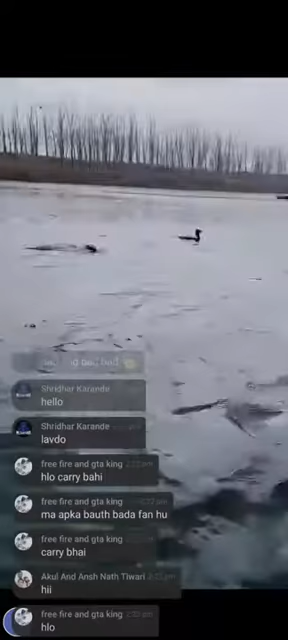 Shridhar Karande
hello
Shridhar Karande
lavdo
free fire and gta king
hlo carry bahi
free fire and gta king
ma apka bauth bada fan hu
free fire and gta king
carry bhai
Akul And Ansh Nath Tiwari
hii
free fire and gta king
hlo